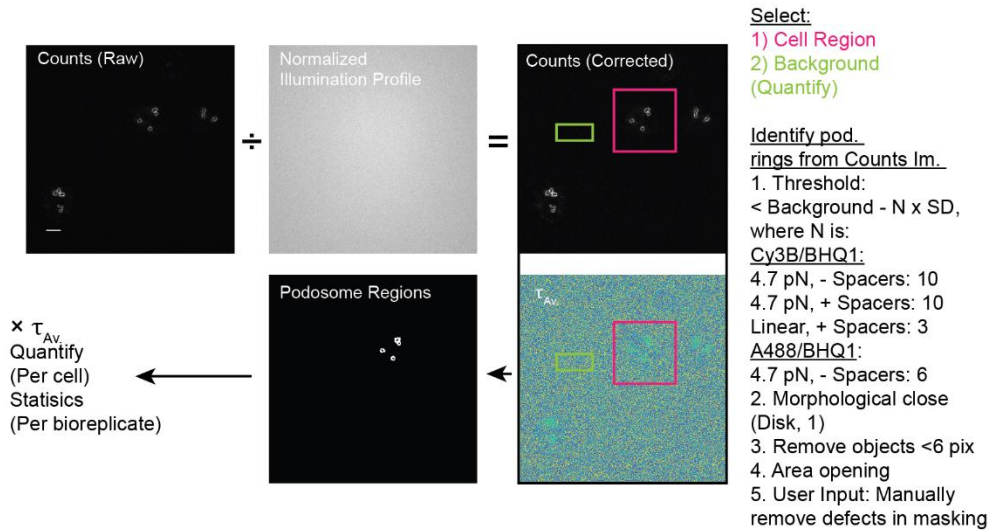 Counts (Raw)
÷
Normalized
Illumination Profile
=
Counts (Corrected)
Podosome Regions
τAv.
× τAv.
Quantify
(Per cell)
Statisics
(Per bioreplicate)
Select:
1) Cell Region
2) Background
(Quantify)
Identify pod.
rings from Counts Im.
1. Threshold:
< Background - N x SD,
where N is:
Cy3B/BHQ1:
4.7 pN, - Spacers: 10
4.7 pN, + Spacers: 10
Linear, + Spacers: 3
A488/BHQ1:
4.7 pN, - Spacers: 6
2. Morphological close
(Disk, 1)
3. Remove objects <6 pix
4. Area opening
5. User Input: Manually
remove defects in masking